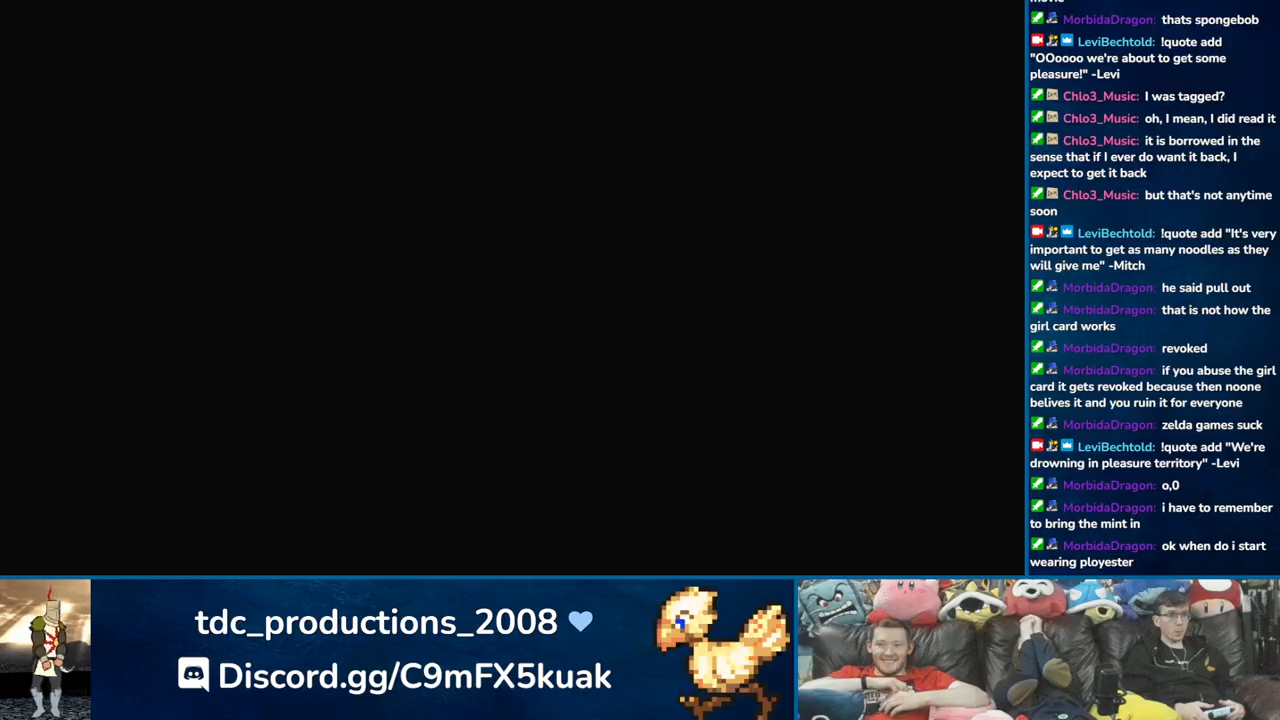 movie
MorbidaDragon: thats spongebob
LeviBechtold: !quote add
"OOoooo we're about to get some
pleasure!" -Levi
Chlo3_Music: I was tagged?
Chlo3_Music: oh, I mean, I did read it
Chlo3_Music: it is borrowed in the
sense that if I ever do want it back, I
expect to get it back
Chlo3_Music: but that's not anytime
soon
LeviBechtold: !quote add "It's very
important to get as many noodles as they
will give me" -Mitch
MorbidaDragon: he said pull out
MorbidaDragon: that is not how the
girl card works
MorbidaDragon: revoked
MorbidaDragon: if you abuse the girl
card it gets revoked because then noone
belives it and you ruin it for everyone
MorbidaDragon: zelda games suck
LeviBechtold: !quote add "We're
drowning in pleasure territory" -Levi
MorbidaDragon: o,0
MorbidaDragon: i have to remember
to bring the mint in
MorbidaDragon: ok when do i start
wearing ployester
tdc_productions_2008
Discord.gg/C9mFX5kuak